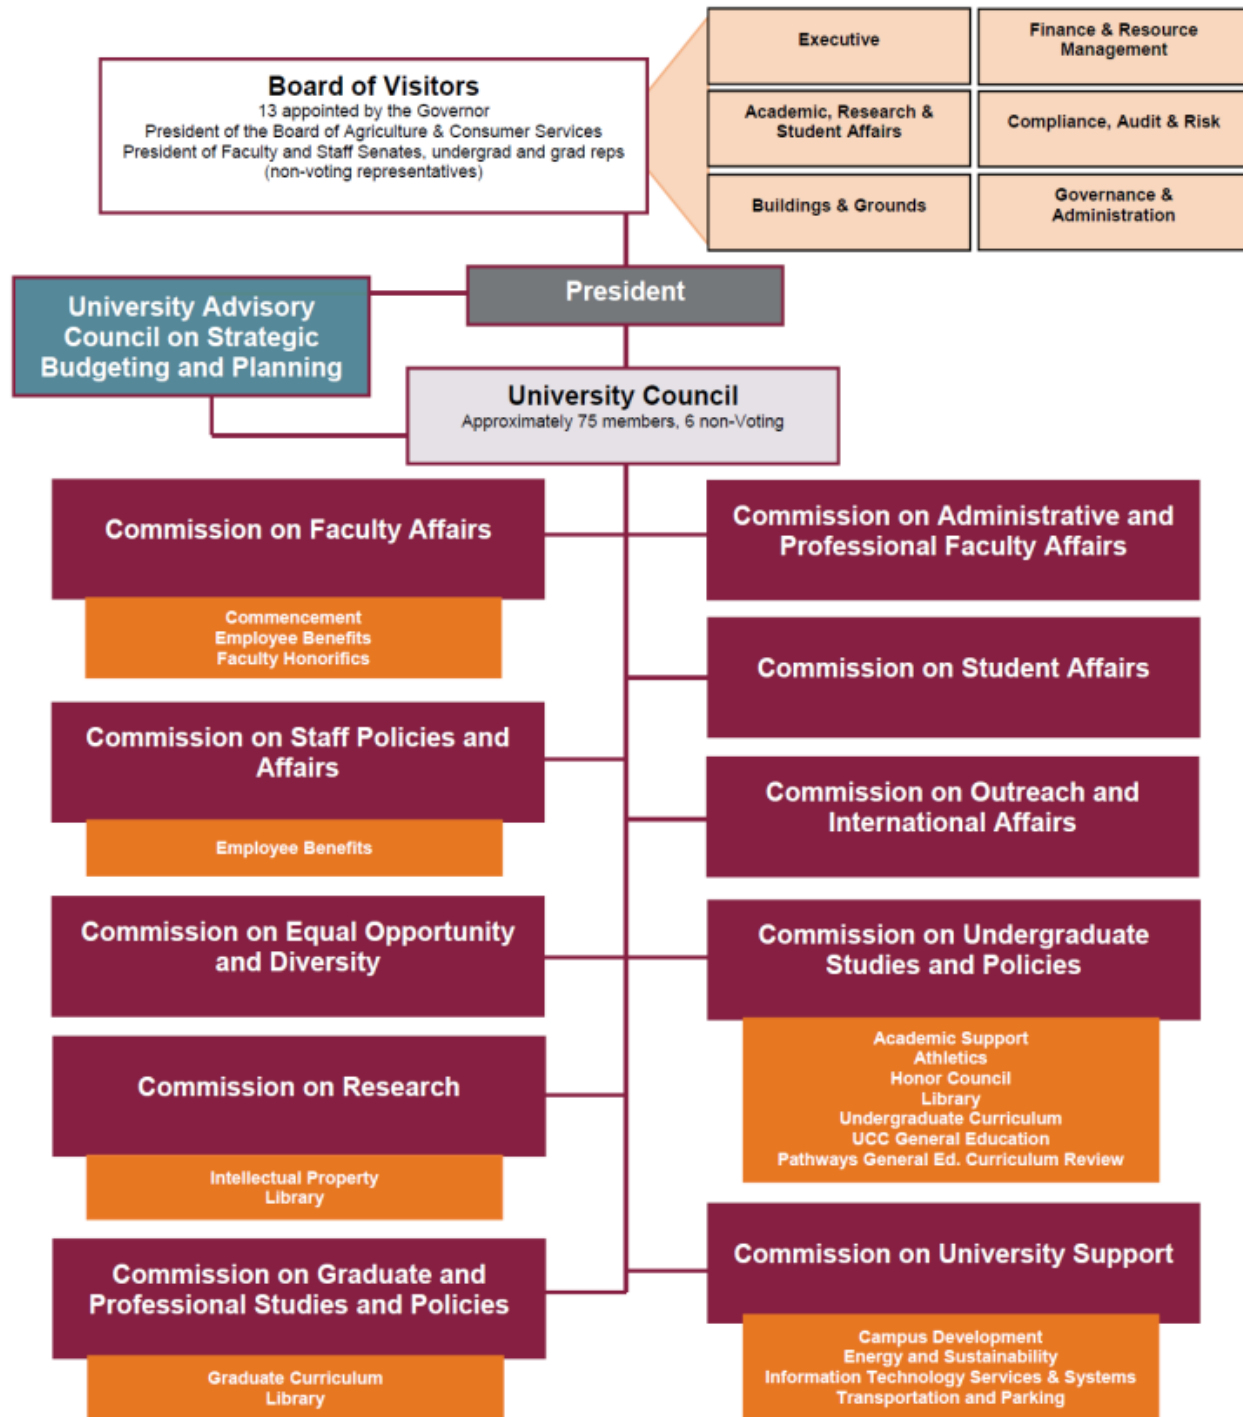 Board of Visitors
13 appointed by the Governor
President of the Board of Agriculture & Consumer Services
President of Faculty and Staff Senates, undergrad and grad reps
(non-voting representatives)
Executive
Finance & Resource
Management
Academic, Research &
Student Affairs
Compliance, Audit & Risk
Buildings & Grounds
Governance &
Administration
President
University Advisory
Council on Strategic
Budgeting and Planning
University Council
Approximately 75 members, 6 non-Voting
Commission on Faculty Affairs
Commencement
Employee Benefits
Faculty Honorifics
Commission on Administrative and
Professional Faculty Affairs
Commission on Student Affairs
Commission on Staff Policies and
Affairs
Employee Benefits
Commission on Outreach and
International Affairs
Commission on Equal Opportunity
and Diversity
Commission on Undergraduate
Studies and Policies
Academic Support
Athletics
Honor Council
Library
Undergraduate Curriculum
UCC General Education
Pathways General Ed. Curriculum Review
Commission on Research
Intellectual Property
Library
Commission on Graduate and
Professional Studies and Policies
Graduate Curriculum
Library
Commission on University Support
Campus Development
Energy and Sustainability
Information Technology Services & Systems
Transportation and Parking